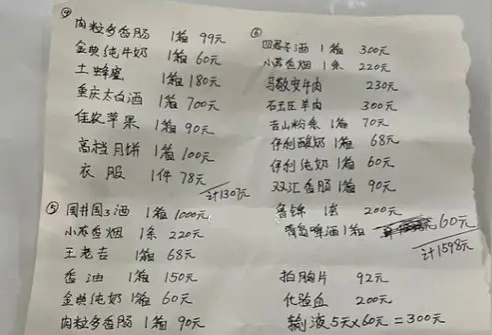 ④
肉粒多香肠 1箱 99元
金典纯牛奶 1箱 60元
土蜂蜜 1箱 180元
重庆太白酒 1箱 700元
佳歌苹果 1箱 90元
高档月饼 1箱 100元
衣服 1件 78元
计1307元
⑤ 国井国3酒 1箱 1000元
小苏香烟 1条 220元
王老吉 1箱 68元
香油 1箱 150元
金典纯奶 1箱 60元
肉粒多香肠 1箱 90元
⑥
四君子酒 1箱 300元
小苏香烟 1条 220元
马敬安牛肉 230元
石玉臣羊肉 300元
吉山粉条 1箱 70元
伊利酸奶 1箱 68元
伊利纯奶 1箱 60元
双汇香肠 1箱 90元
鲁锦 1套 200元
青岛啤酒 1箱 60元
计1598元
拍胸片 92元
化验血 200元
输液5天x60元=300元